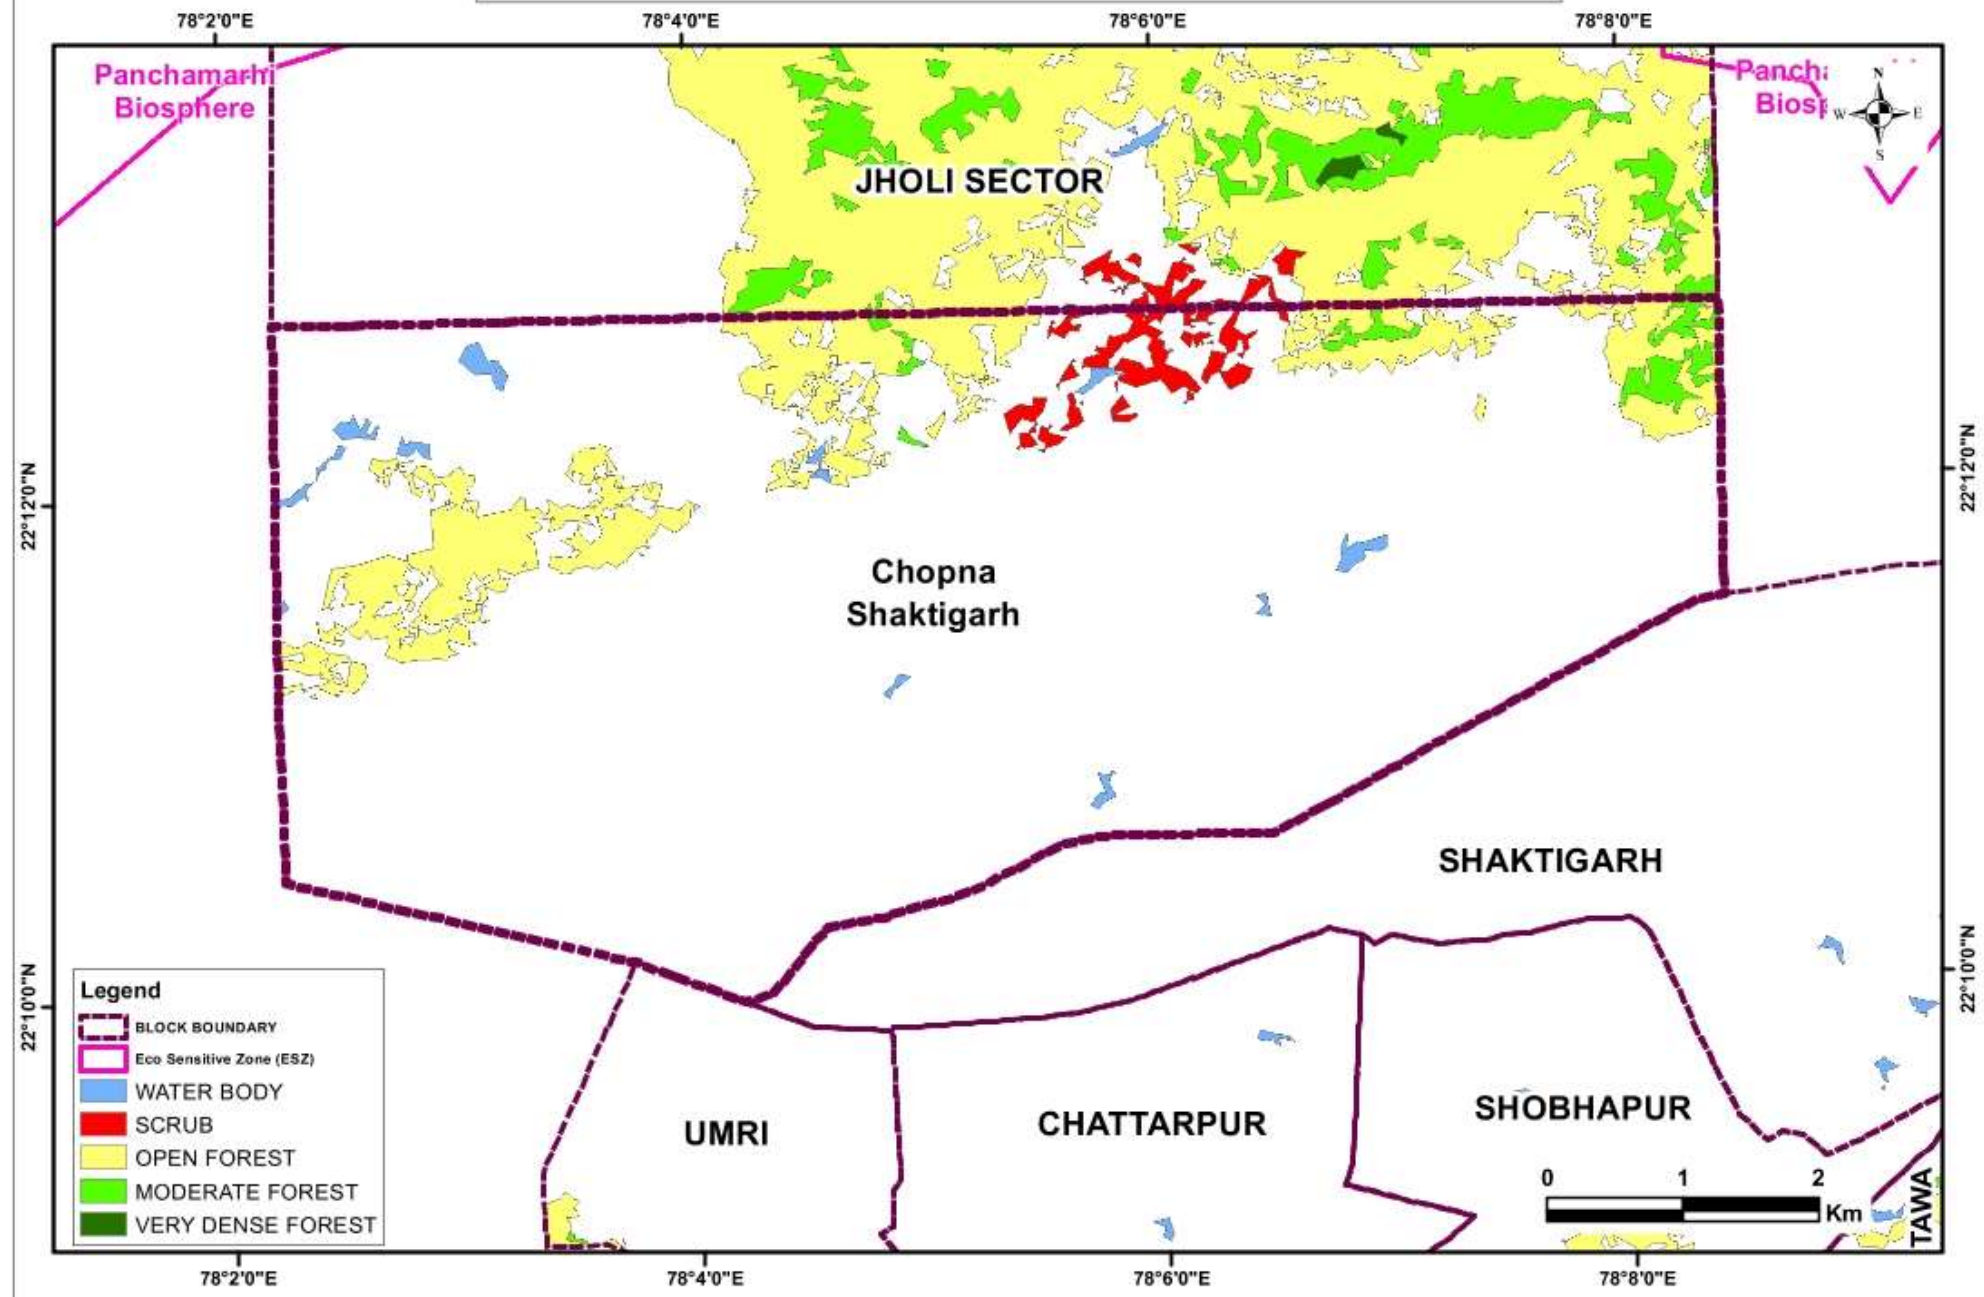 78°2'0"E
78°4'0"E
78°6'0"E
78°8'0"E
Panchamarhi
Biosphere
Pancha
Biosp
N
W
E
S
JHOLI SECTOR
22°12'0"N
22°12'0"N
Chopna
Shaktigarh
SHAKTIGARH
22°10'0"N
22°10'0"N
UMRI
CHATTARPUR
SHOBHAPUR
TAWA
Legend
BLOCK BOUNDARY
Eco Sensitive Zone (ESZ)
WATER BODY
SCRUB
OPEN FOREST
MODERATE FOREST
VERY DENSE FOREST
0 1 2
Km
78°2'0"E
78°4'0"E
78°6'0"E
78°8'0"E